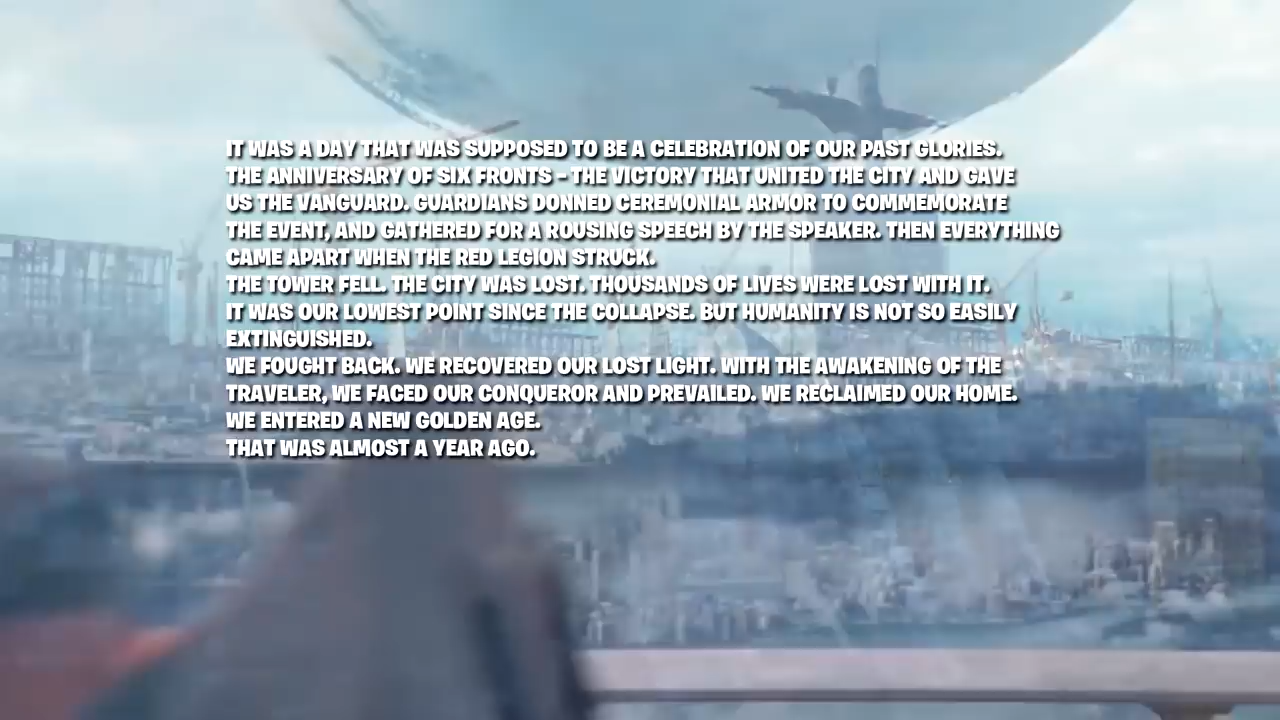 IT WAS A DAY THAT WAS SUPPOSED TO BE A CELEBRATION OF OUR PAST GLORIES.
THE ANNIVERSARY OF SIX FRONTS - THE VICTORY THAT UNITED THE CITY AND GAVE
US THE VANGUARD. GUARDIANS DONNED CEREMONIAL ARMOR TO COMMEMORATE
THE EVENT, AND GATHERED FOR A ROUSING SPEECH BY THE SPEAKER. THEN EVERYTHING
CAME APART WHEN THE RED LEGION STRUCK.
THE TOWER FELL. THE CITY WAS LOST. THOUSANDS OF LIVES WERE LOST WITH IT.
IT WAS OUR LOWEST POINT SINCE THE COLLAPSE. BUT HUMANITY IS NOT SO EASILY
EXTINGUISHED.
WE FOUGHT BACK. WE RECOVERED OUR LOST LIGHT. WITH THE AWAKENING OF THE
TRAVELER, WE FACED OUR CONQUEROR AND PREVAILED. WE RECLAIMED OUR HOME.
WE ENTERED A NEW GOLDEN AGE.
THAT WAS ALMOST A YEAR AGO.